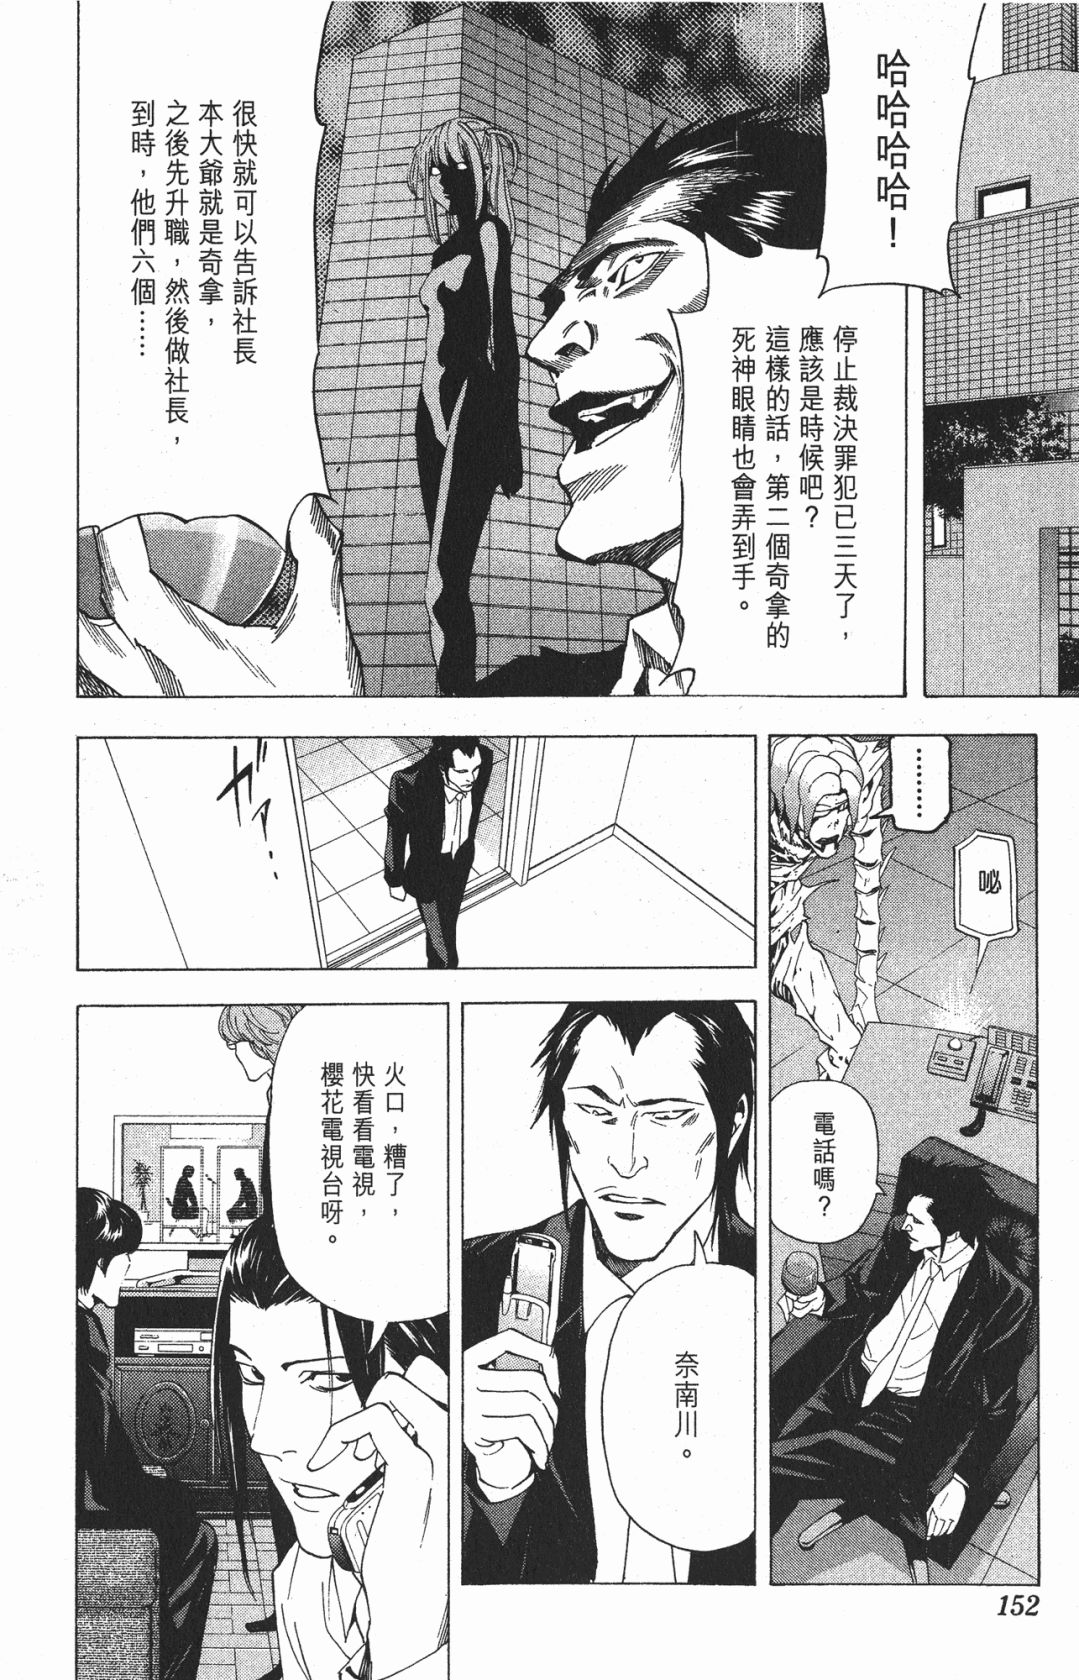 哈哈哈哈！
停止裁決罪犯已三天了，
應該是時候吧？
這樣的話，第二個奇拿的
死神眼睛也會弄到手。
很快就可以告訴社長
本大爺就是奇拿，
之後先升職，然後做社長，
到時，他們六個……
………
咇
電話嗎？
ガガガ…
奈南川。
火口，糟了，
快看看電視，
櫻花電視台呀。
152